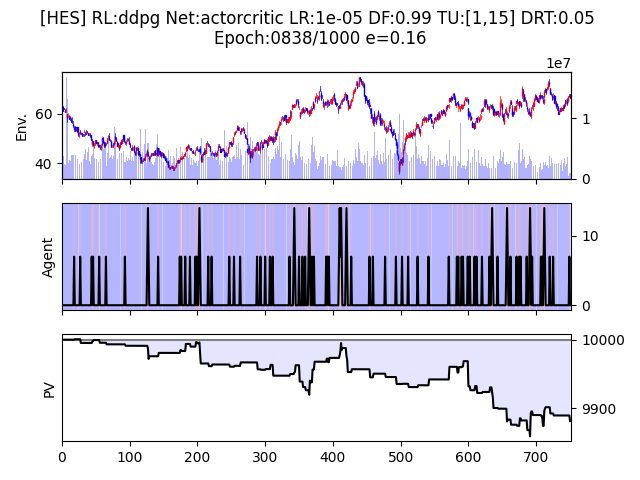 [HES] RL:ddpg Net:actorcritic LR:1e-05 DF:0.99 TU:[1,15] DRT:0.05
Epoch:0838/1000 e=0.16
1e7
Env.
60
40
1
0
Agent
10
0
PV
10000
9900
0 100 200 300 400 500 600 700